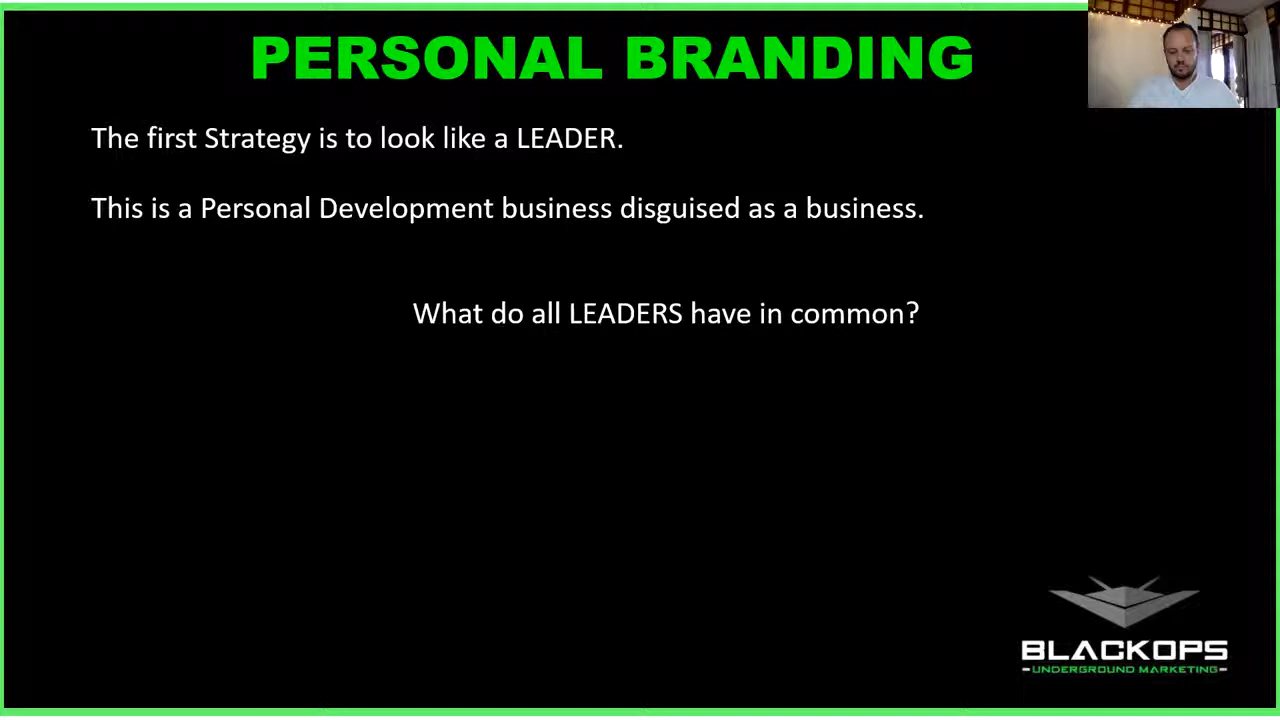 PERSONAL BRANDING
The first Strategy is to look like a LEADER.
This is a Personal Development business disguised as a business.
What do all LEADERS have in common?
BLACKOPS
UNDERGROUND MARKETING